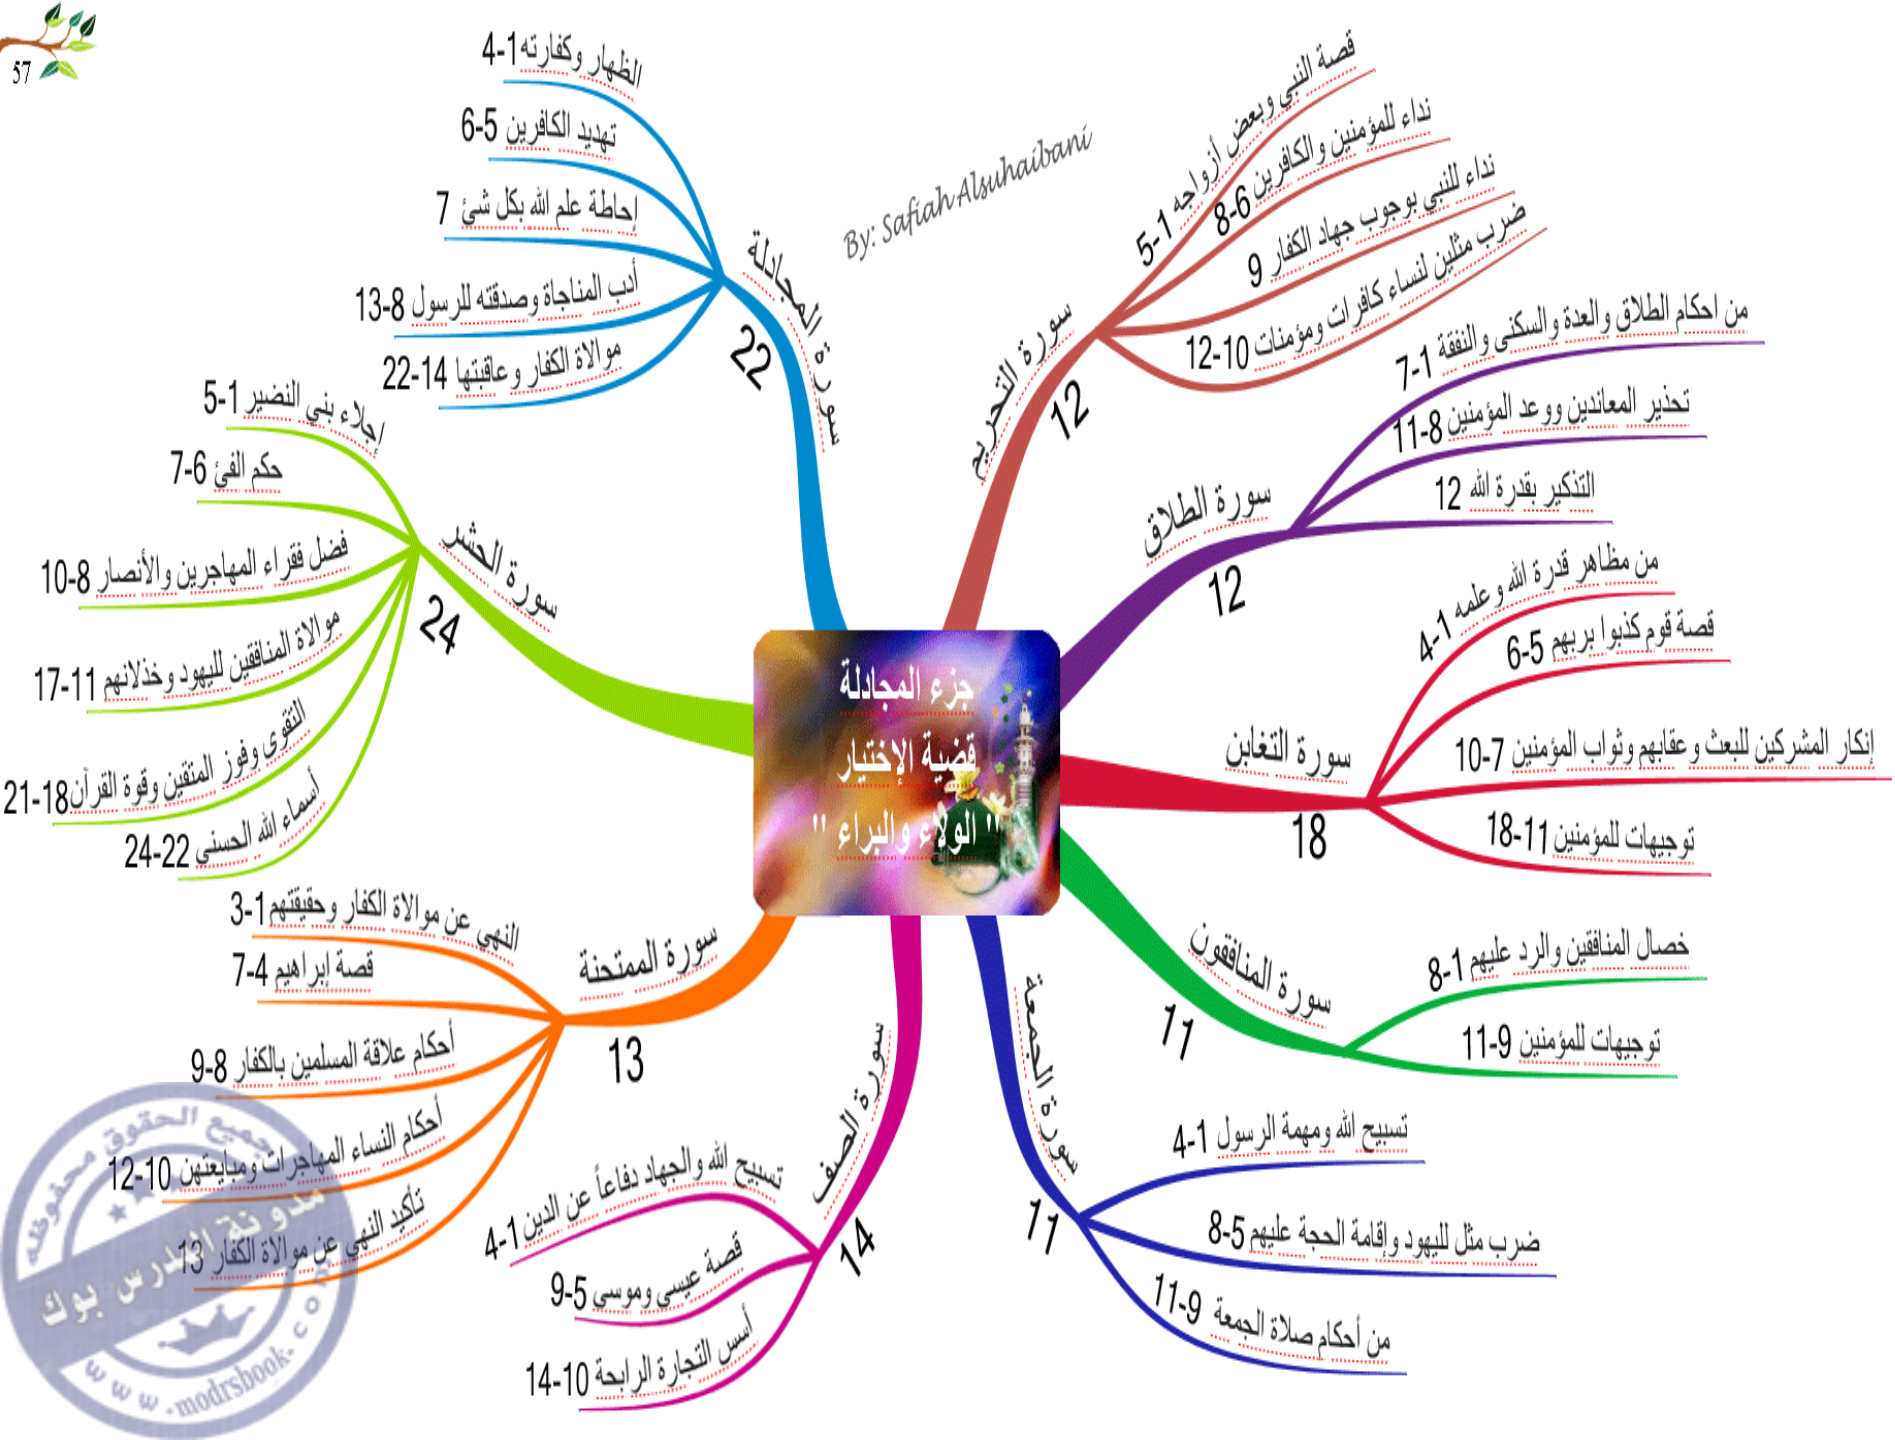 57
By: Safiah Alsuhaibani
جزء المجادلة
قضية الإختيار
" الولاء والبراء "
سورة التحريم
12
قصة النبي وبعض أزواجه 1-5
نداء للمؤمنين والكافرين 6-8
نداء للنبي بوجوب جهاد الكفار 9
ضرب مثلين لنساء كافرات ومؤمنات 10-12
سورة الطلاق
12
من احكام الطلاق والعدة والسكنى والنفقة 1-7
تحذير المعاندين ووعد المؤمنين 8-11
التذكير بقدرة الله 12
سورة التغابن
18
من مظاهر قدرة الله وعلمه 1-4
قصة قوم كذبوا بربهم 5-6
إنكار المشركين للبعث وعقابهم وثواب المؤمنين 7-10
توجيهات للمؤمنين 11-18
سورة المنافقون
11
خصال المنافقين والرد عليهم 1-8
توجيهات للمؤمنين 9-11
سورة الجمعة
11
تسبيح الله ومهمة الرسول 1-4
ضرب مثل لليهود وإقامة الحجة عليهم 5-8
من أحكام صلاة الجمعة 9-11
سورة الصف
14
تسبيح الله والجهاد دفاعاً عن الدين 1-4
قصة عيسى وموسى 5-9
أسس التجارة الرابحة 10-14
سورة الممتحنة
13
النهي عن موالاة الكفار وحقيقتهم 1-3
قصة إبراهيم 4-7
أحكام علاقة المسلمين بالكفار 8-9
أحكام النساء المهاجرات ومبايعتهن 10-12
تأكيد النهي عن موالاة الكفار 13
سورة الحشر
24
إجلاء بني النضير 1-5
حكم الفئ 6-7
فضل فقراء المهاجرين والأنصار 8-10
موالاة المنافقين لليهود وخذلانهم 11-17
التقوى وفوز المتقين وقوة القرآن 18-21
أسماء الله الحسنى 22-24
سورة المجادلة
22
الظهار وكفارته 1-4
تهديد الكافرين 5-6
إحاطة علم الله بكل شئ 7
أدب المناجاة وصدقته للرسول 8-13
موالاة الكفار وعاقبتها 14-22
جميع الحقوق محفوظه
مدونة المدرس بوك
www.modrsbook.com